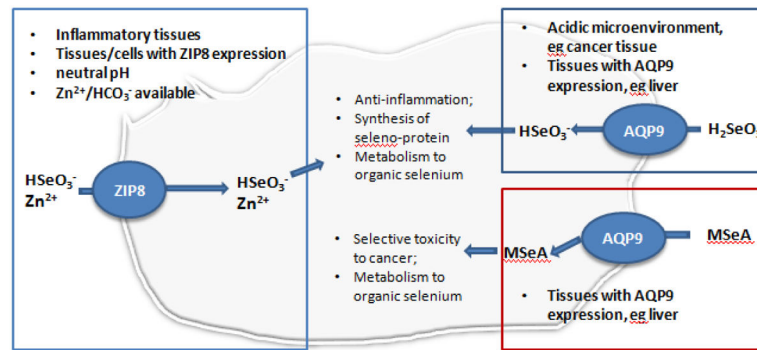 • Inflammatory tissues
• Tissues/cells with ZIP8 expression
• neutral pH
• Zn²⁺/HCO₃⁻ available
HSeO₃⁻
Zn²⁺
ZIP8
HSeO₃⁻
Zn²⁺
• Anti-inflammation;
• Synthesis of
seleno-protein
• Metabolism to
organic selenium
• Selective toxicity
to cancer;
• Metabolism to
organic selenium
• Acidic microenvironment,
eg cancer tissue
• Tissues with AQP9
expression, eg liver
HSeO₃⁻
AQP9
H₂SeO₃
MSeA
AQP9
MSeA
• Tissues with AQP9
expression, eg liver